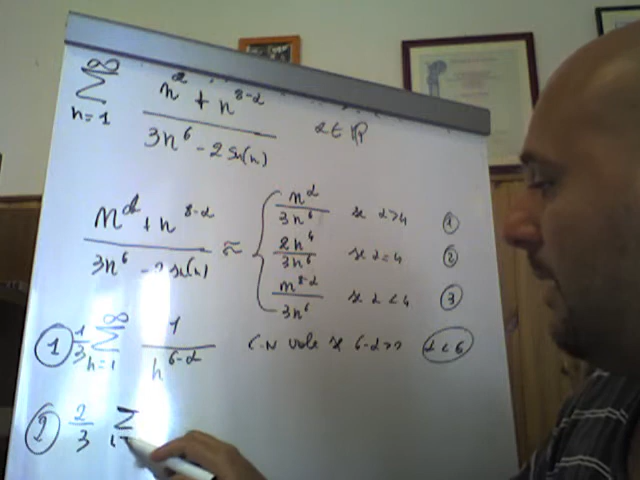 ∞ Σ n=1 (n^α + n^(8-α)) / (3n^6 - 2 sn(n)) α ∈ ℝ
(n^α + n^(8-α)) / (3n^6 - 2 sn(n)) ≈ {
n^α / 3n^6 se α>4 ①
2n^4 / 3n^6 se α=4 ②
n^(8-α) / 3n^6 se α<4 ③
① 1/3 ∞ Σ n=1 1 / n^(6-α) C.N vale se 6-α>0 α<6
② 2/3 Σ